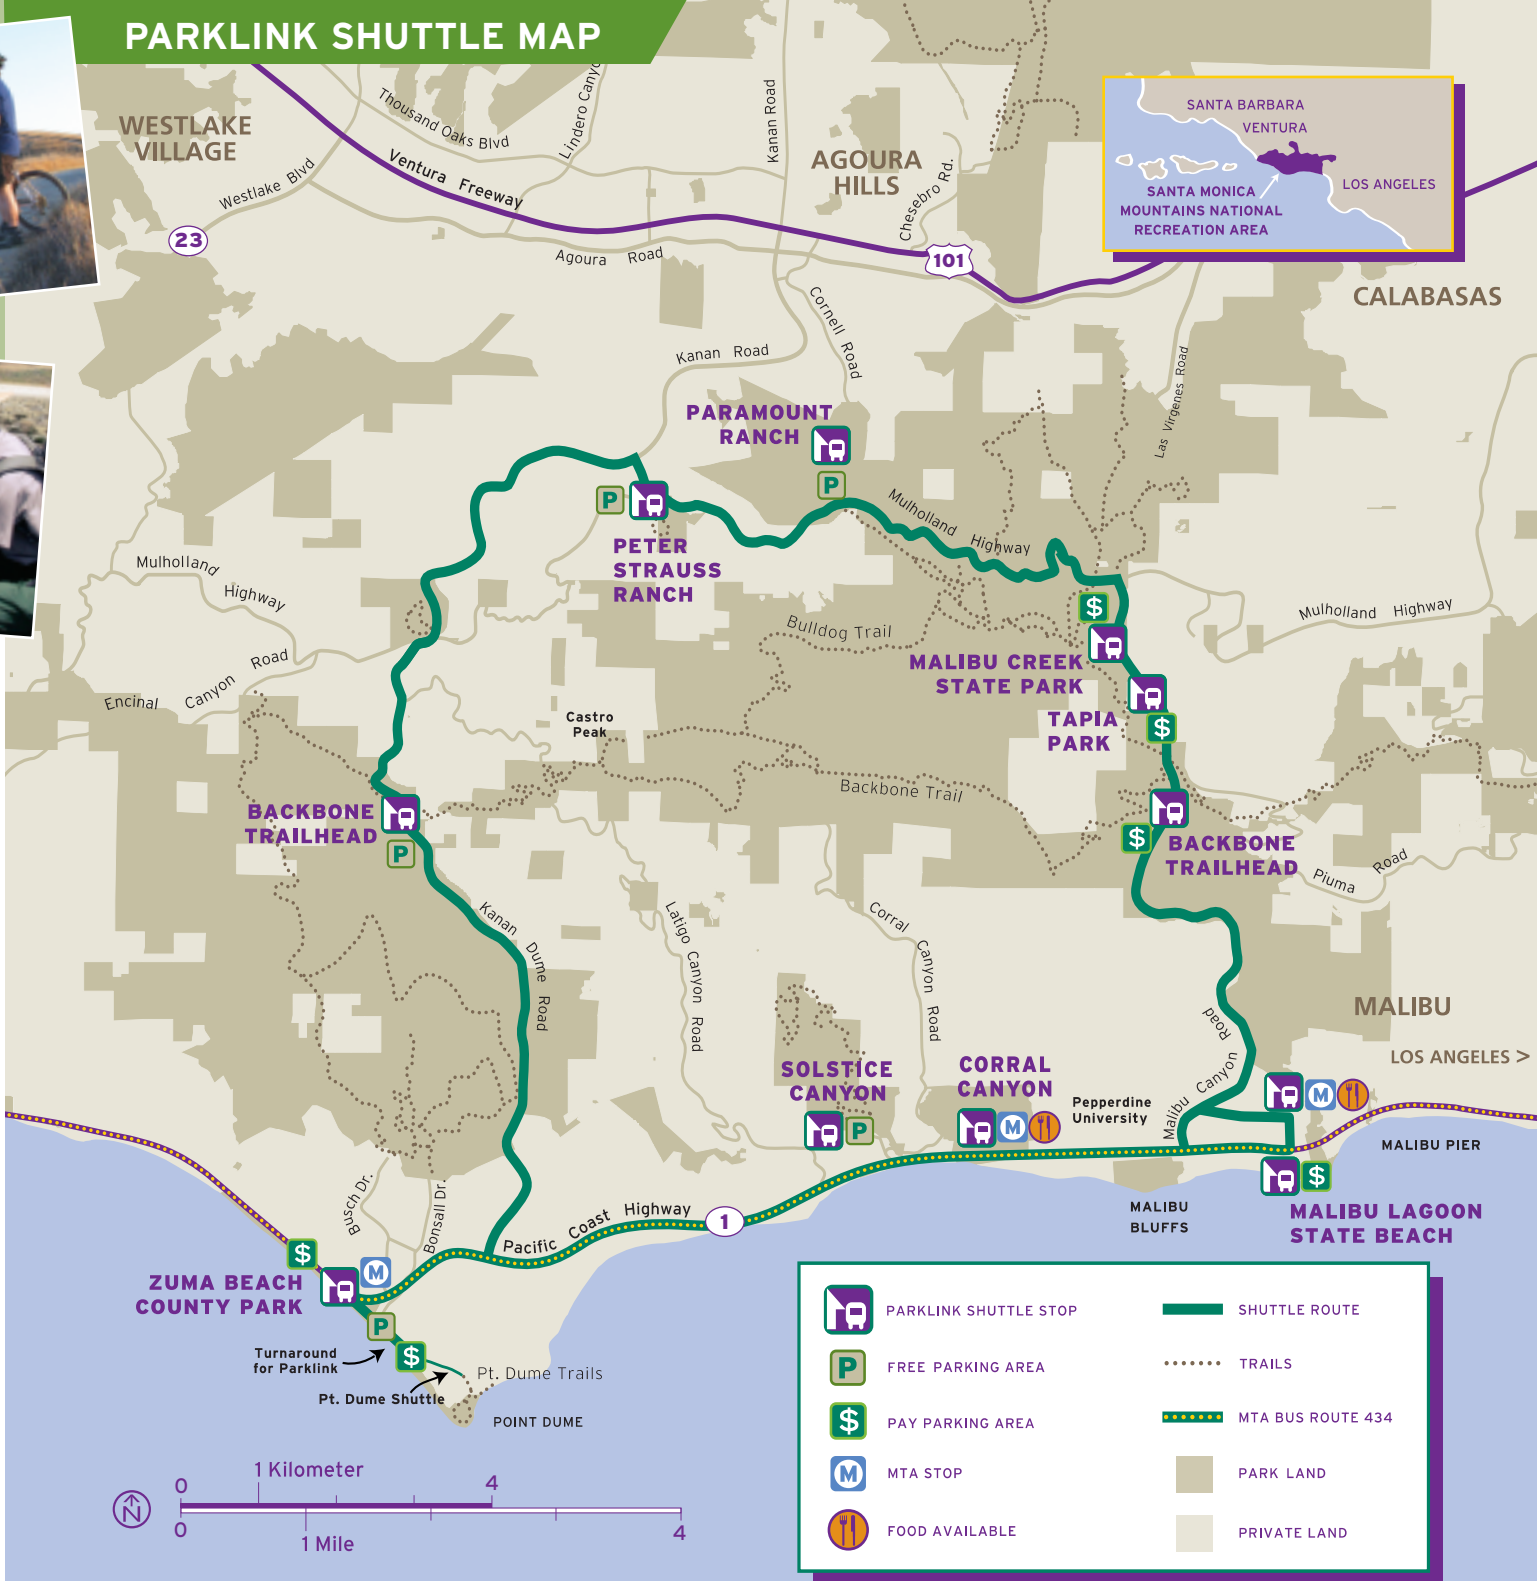 PARKLINK SHUTTLE MAP
WESTLAKE
VILLAGE
Thousand Oaks Blvd
Lindero Canyo
Kanan Road
AGOURA
HILLS
Chesebro Rd.
Westlake Blvd
Ventura Freeway
23
Agoura Road
101
SANTA BARBARA
VENTURA
LOS ANGELES
SANTA MONICA
MOUNTAINS NATIONAL
RECREATION AREA
CALABASAS
Cornell Road
Kanan Road
Las Virgenes Road
PARAMOUNT
RANCH
P
P
Mulholland Highway
PETER
STRAUSS
RANCH
Mulholland Highway
Mulholland Highway
$
Bulldog Trail
MALIBU CREEK
STATE PARK
Encinal Canyon Road
TAPIA
PARK
$
Castro
Peak
Backbone Trail
BACKBONE
TRAILHEAD
P
$
BACKBONE
TRAILHEAD
Piuma Road
Kanan Dume Road
Latigo Canyon Road
Corral Canyon Road
MALIBU
LOS ANGELES >
Malibu Canyon Road
SOLSTICE
CANYON
P
CORRAL
CANYON
M
Pepperdine
University
M
MALIBU PIER
$
MALIBU LAGOON
STATE BEACH
MALIBU
BLUFFS
Busch Dr.
Bonsall Dr.
Pacific Coast Highway
1
$
M
ZUMA BEACH
COUNTY PARK
P
$
Turnaround
for Parklink
Pt. Dume Trails
Pt. Dume Shuttle
POINT DUME
PARKLINK SHUTTLE STOP
SHUTTLE ROUTE
P FREE PARKING AREA
TRAILS
$ PAY PARKING AREA
MTA BUS ROUTE 434
M MTA STOP
PARK LAND
FOOD AVAILABLE
PRIVATE LAND
N
0 1 Kilometer 4
0 1 Mile 4